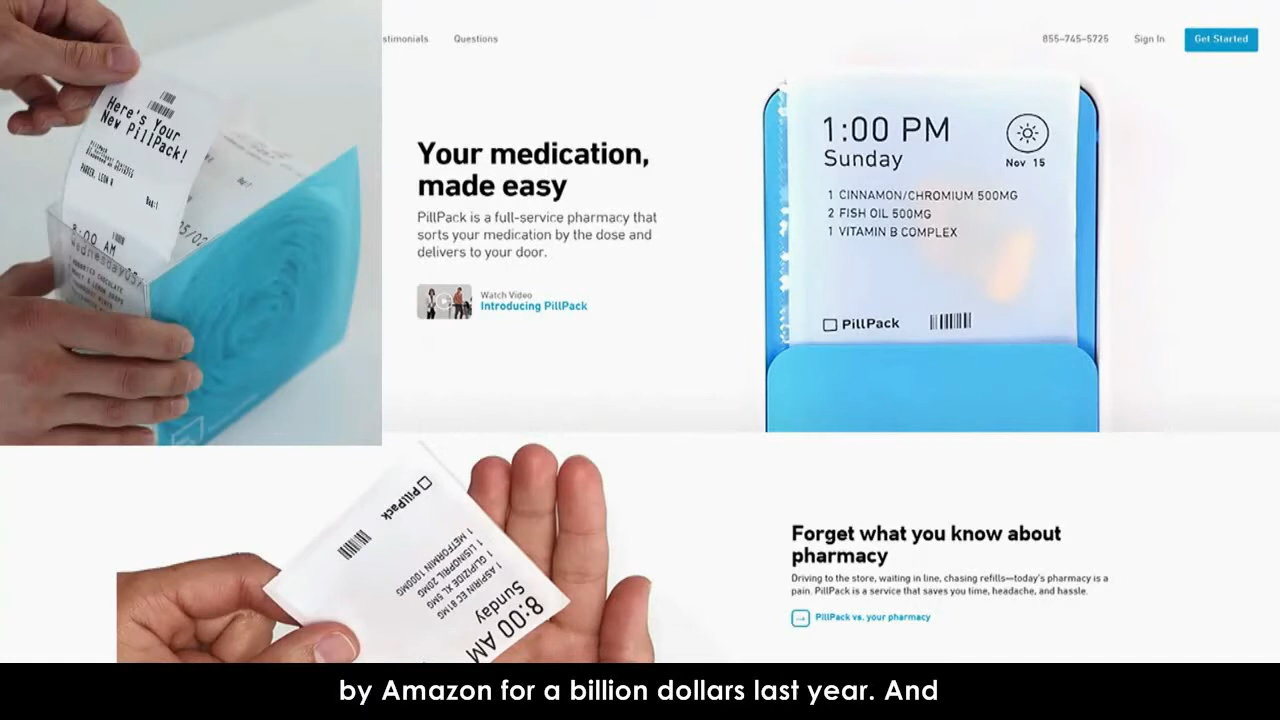 stimonials
Questions
855-745-5725
Sign In
Get Started
Here's Your
New PillPack!
PARKER, LEON R
8:00 AM
Your medication,
made easy
PillPack is a full-service pharmacy that
sorts your medication by the dose and
delivers to your door.
Watch Video
Introducing PillPack
1:00 PM
Sunday
Nov 15
1 CINNAMON/CHROMIUM 500MG
2 FISH OIL 500MG
1 VITAMIN B COMPLEX
PillPack
8:00 AM
Sunday
1 ASPIRIN EC 81MG
1 GLIPIZIDE XL 5MG
1 LISINOPRIL 20MG
1 METFORMIN 1000MG
PillPack
Forget what you know about
pharmacy
Driving to the store, waiting in line, chasing refills—today's pharmacy is a
pain. PillPack is a service that saves you time, headache, and hassle.
PillPack vs. your pharmacy
by Amazon for a billion dollars last year. And